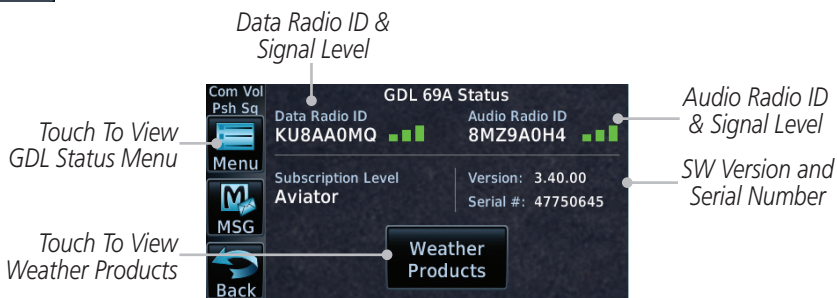 Data Radio ID &
Signal Level
Com Vol
Psh Sq
GDL 69A Status
Data Radio ID
KU8AA0MQ
Audio Radio ID
8MZ9A0H4
Audio Radio ID
& Signal Level
Touch To View
GDL Status Menu
Menu
Subscription Level
Aviator
Version: 3.40.00
Serial #: 47750645
SW Version and
Serial Number
MSG
Touch To View
Weather Products
Weather
Products
Back